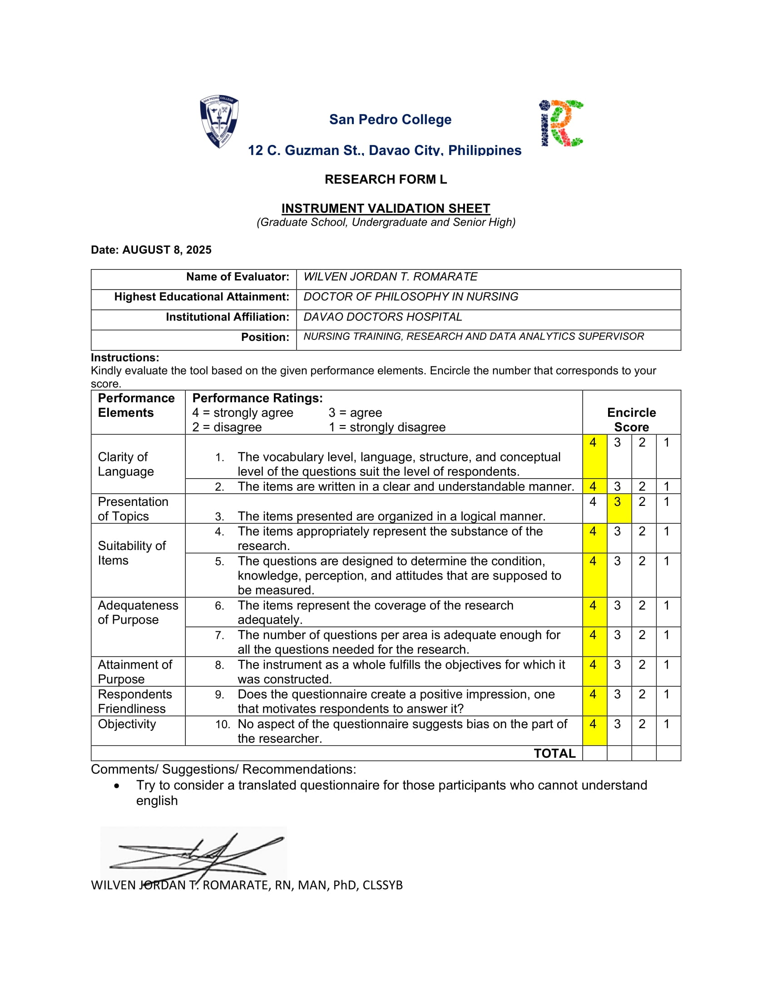 SAN PEDRO COLLEGE
LOVE SERVES
iRC
San Pedro College
12 C. Guzman St., Davao City, Philippines
RESEARCH FORM L
INSTRUMENT VALIDATION SHEET
(Graduate School, Undergraduate and Senior High)
Date: AUGUST 8, 2025
Name of Evaluator: WILVEN JORDAN T. ROMARATE
Highest Educational Attainment: DOCTOR OF PHILOSOPHY IN NURSING
Institutional Affiliation: DAVAO DOCTORS HOSPITAL
Position: NURSING TRAINING, RESEARCH AND DATA ANALYTICS SUPERVISOR
Instructions:
Kindly evaluate the tool based on the given performance elements. Encircle the number that corresponds to your
score.
Performance
Elements
Performance Ratings:
4 = strongly agree 3 = agree
2 = disagree 1 = strongly disagree
Encircle
Score
Clarity of
Language
1. The vocabulary level, language, structure, and conceptual
level of the questions suit the level of respondents.
4 3 2 1
2. The items are written in a clear and understandable manner.
4 3 2 1
Presentation
of Topics
3. The items presented are organized in a logical manner.
4 3 2 1
Suitability of
Items
4. The items appropriately represent the substance of the
research.
4 3 2 1
5. The questions are designed to determine the condition,
knowledge, perception, and attitudes that are supposed to
be measured.
4 3 2 1
Adequateness
of Purpose
6. The items represent the coverage of the research
adequately.
4 3 2 1
7. The number of questions per area is adequate enough for
all the questions needed for the research.
4 3 2 1
Attainment of
Purpose
8. The instrument as a whole fulfills the objectives for which it
was constructed.
4 3 2 1
Respondents
Friendliness
9. Does the questionnaire create a positive impression, one
that motivates respondents to answer it?
4 3 2 1
Objectivity
10. No aspect of the questionnaire suggests bias on the part of
the researcher.
4 3 2 1
TOTAL
Comments/ Suggestions/ Recommendations:
• Try to consider a translated questionnaire for those participants who cannot understand
english
WILVEN JORDAN T. ROMARATE, RN, MAN, PhD, CLSSYB